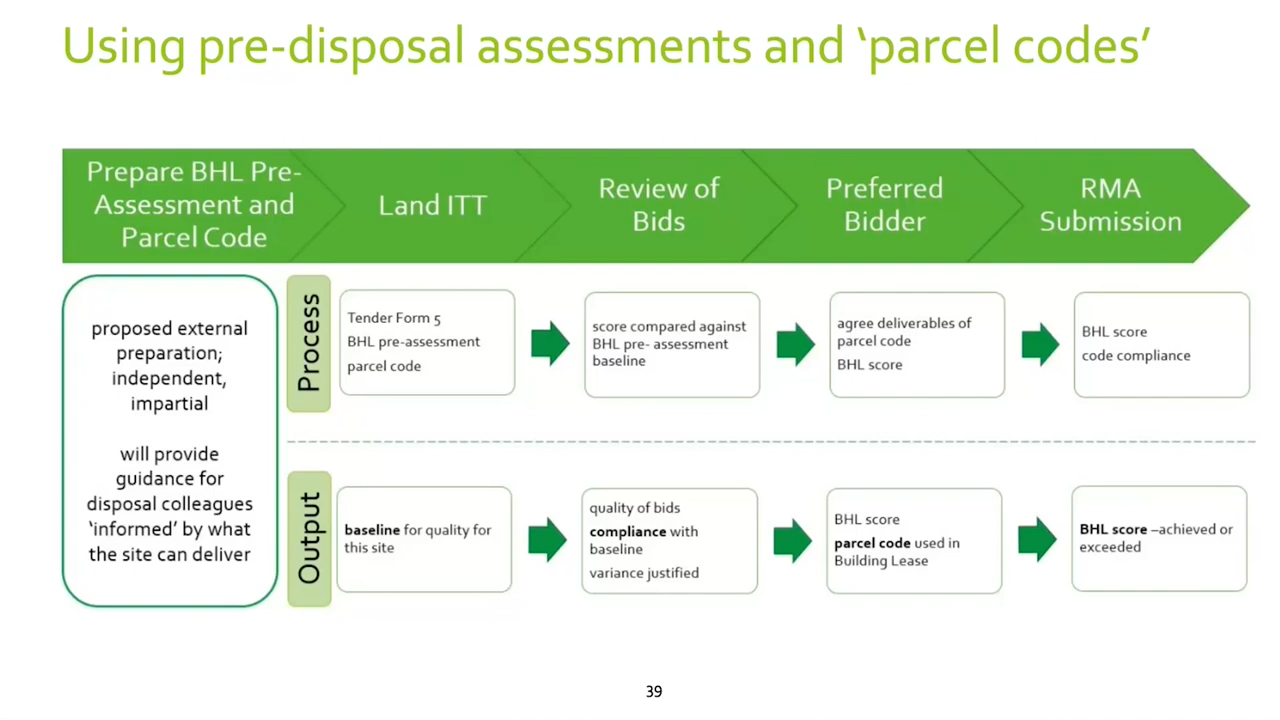 Using pre-disposal assessments and ‘parcel codes’
Prepare BHL Pre-
Assessment and
Parcel Code
Land ITT
Review of
Bids
Preferred
Bidder
RMA
Submission
proposed external
preparation;
independent,
impartial
will provide
guidance for
disposal colleagues
‘informed’ by what
the site can deliver
Process
Tender Form 5
BHL pre-assessment
parcel code
score compared against
BHL pre- assessment
baseline
agree deliverables of
parcel code
BHL score
BHL score
code compliance
Output
baseline for quality for
this site
quality of bids
compliance with
baseline
variance justified
BHL score
parcel code used in
Building Lease
BHL score –achieved or
exceeded
39